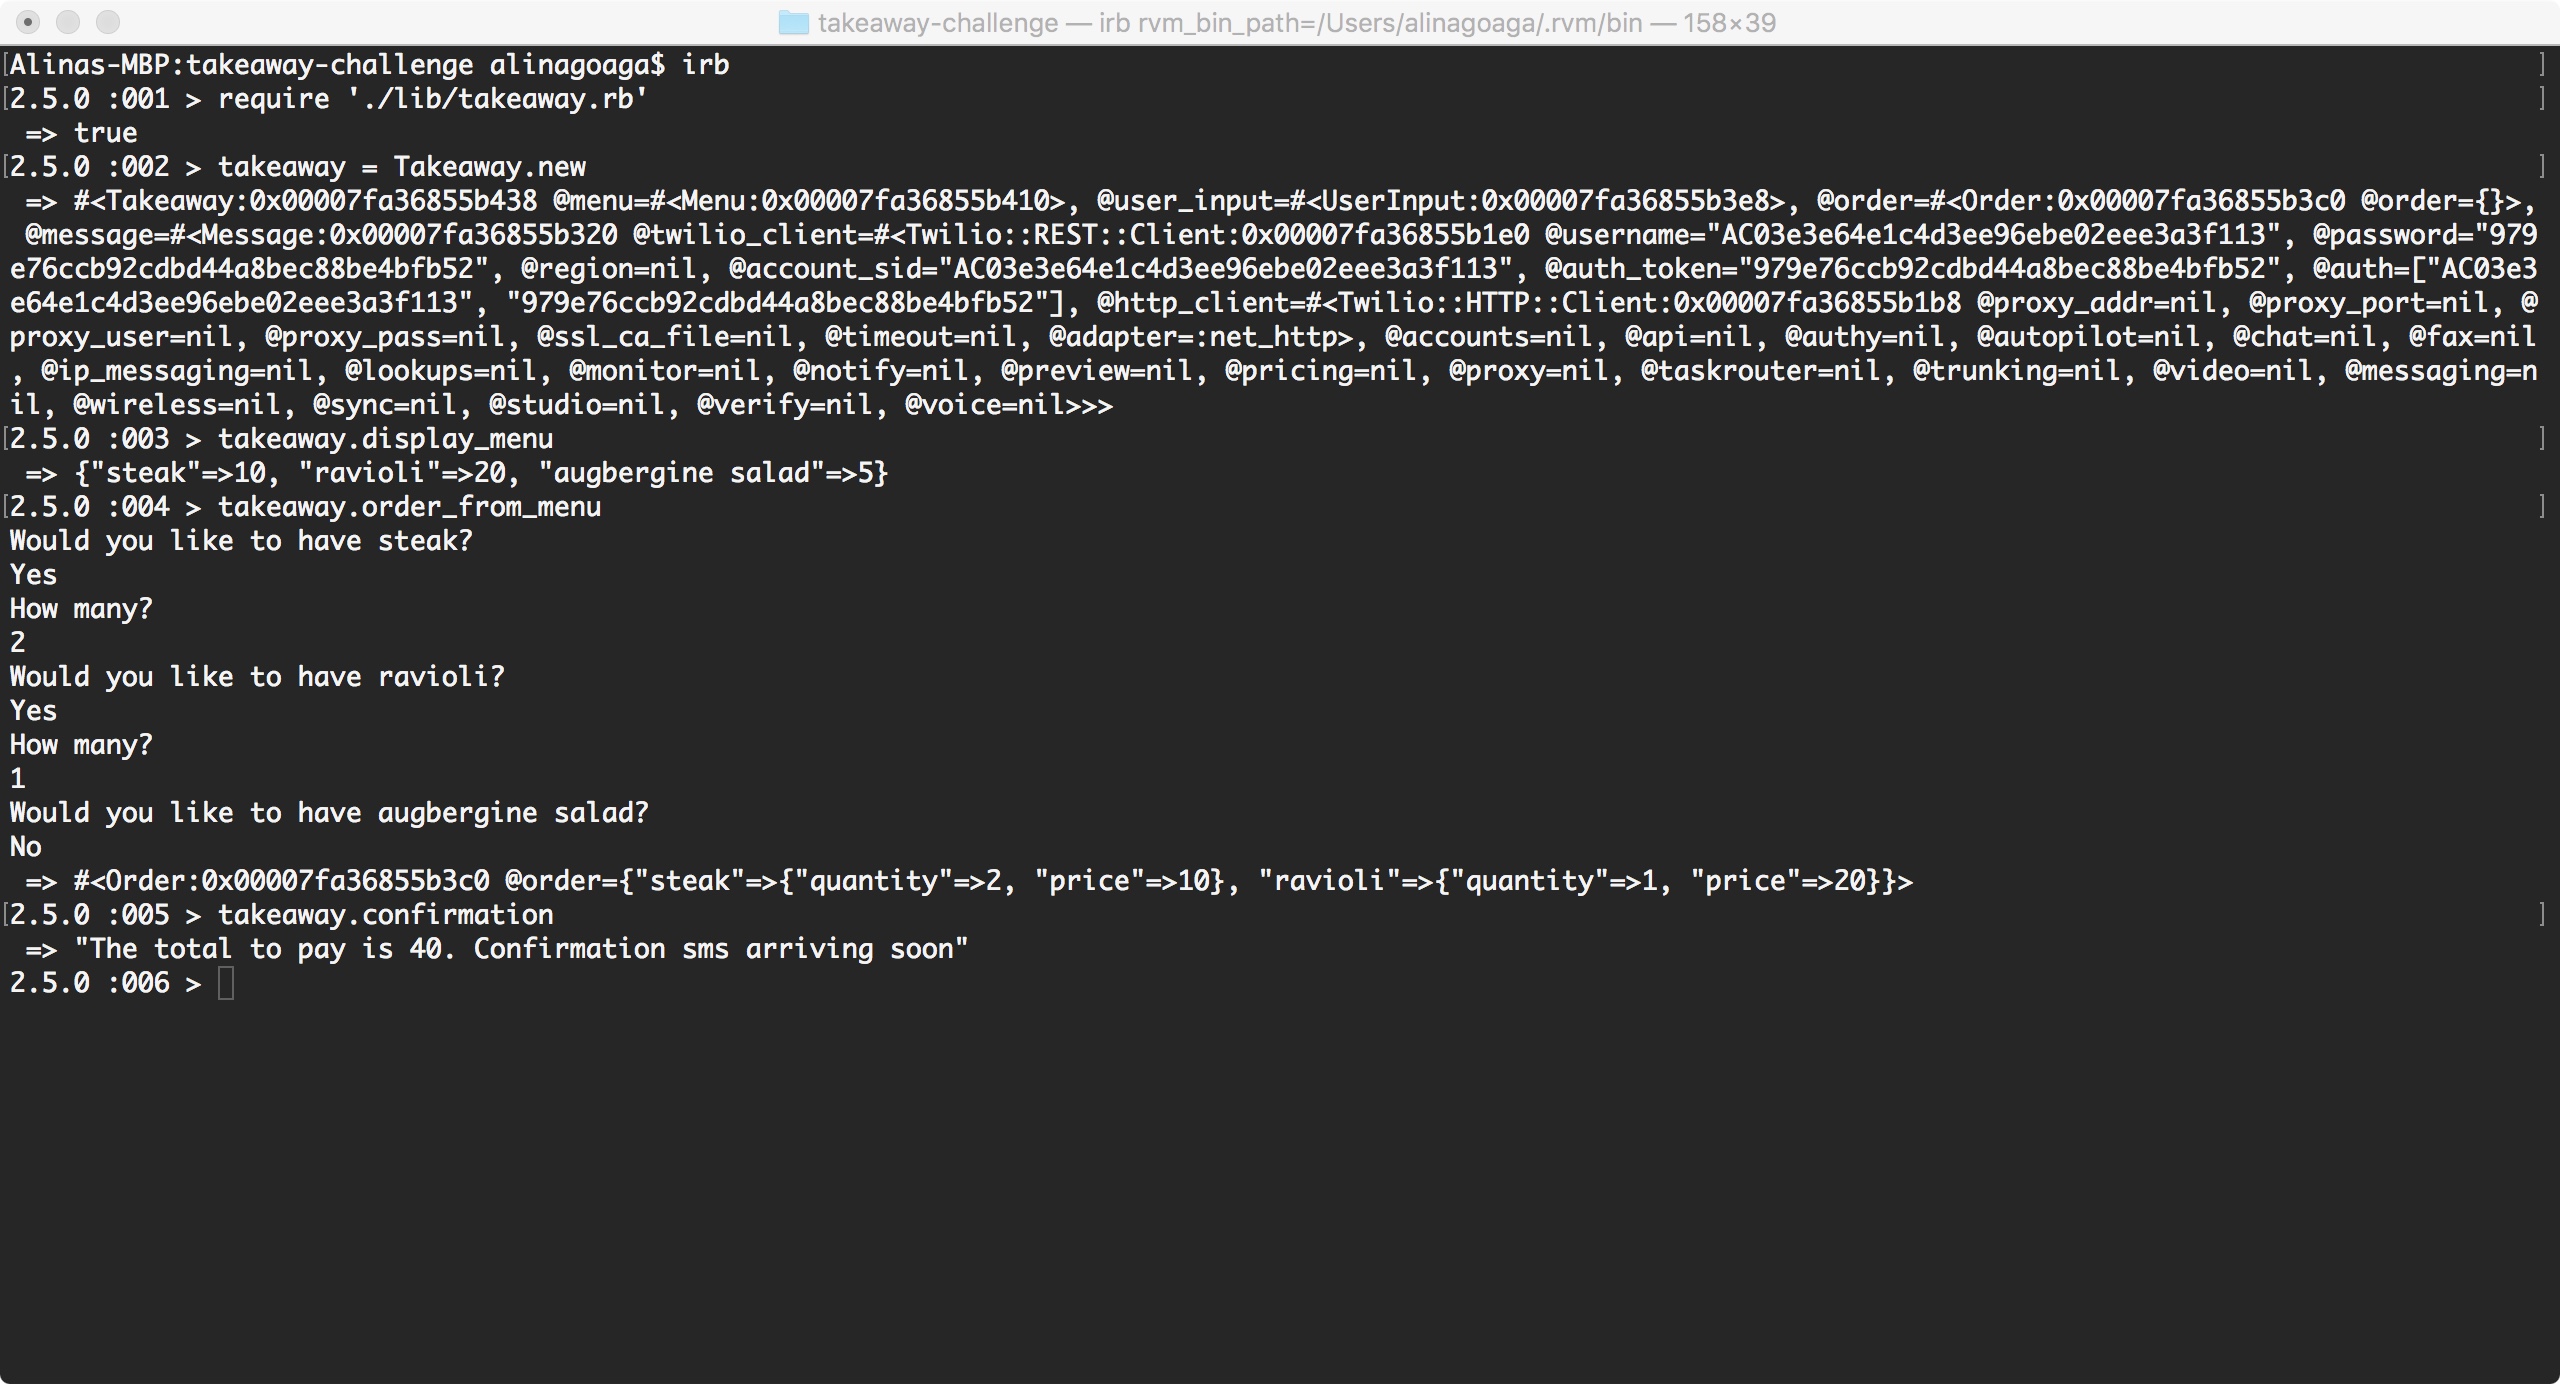 takeaway-challenge — irb rvm_bin_path=/Users/alinagoaga/.rvm/bin — 158×39
[Alinas-MBP:takeaway-challenge alinagoaga$ irb ]
[2.5.0 :001 > require './lib/takeaway.rb' ]
=> true
[2.5.0 :002 > takeaway = Takeaway.new ]
=> #<Takeaway:0x00007fa36855b438 @menu=#<Menu:0x00007fa36855b410>, @user_input=#<UserInput:0x00007fa36855b3e8>, @order=#<Order:0x00007fa36855b3c0 @order={}>,
@message=#<Message:0x00007fa36855b320 @twilio_client=#<Twilio::REST::Client:0x00007fa36855b1e0 @username="AC03e3e64e1c4d3ee96ebe02eee3a3f113", @password="979
e76ccb92cdbd44a8bec88be4bfb52", @region=nil, @account_sid="AC03e3e64e1c4d3ee96ebe02eee3a3f113", @auth_token="979e76ccb92cdbd44a8bec88be4bfb52", @auth=["AC03e3
e64e1c4d3ee96ebe02eee3a3f113", "979e76ccb92cdbd44a8bec88be4bfb52"], @http_client=#<Twilio::HTTP::Client:0x00007fa36855b1b8 @proxy_addr=nil, @proxy_port=nil, @
proxy_user=nil, @proxy_pass=nil, @ssl_ca_file=nil, @timeout=nil, @adapter=:net_http>, @accounts=nil, @api=nil, @authy=nil, @autopilot=nil, @chat=nil, @fax=nil
, @ip_messaging=nil, @lookups=nil, @monitor=nil, @notify=nil, @preview=nil, @pricing=nil, @proxy=nil, @taskrouter=nil, @trunking=nil, @video=nil, @messaging=n
il, @wireless=nil, @sync=nil, @studio=nil, @verify=nil, @voice=nil>>>
[2.5.0 :003 > takeaway.display_menu ]
=> {"steak"=>10, "ravioli"=>20, "augbergine salad"=>5}
[2.5.0 :004 > takeaway.order_from_menu ]
Would you like to have steak?
Yes
How many?
2
Would you like to have ravioli?
Yes
How many?
1
Would you like to have augbergine salad?
No
=> #<Order:0x00007fa36855b3c0 @order={"steak"=>{"quantity"=>2, "price"=>10}, "ravioli"=>{"quantity"=>1, "price"=>20}}>
[2.5.0 :005 > takeaway.confirmation ]
=> "The total to pay is 40. Confirmation sms arriving soon"
2.5.0 :006 >